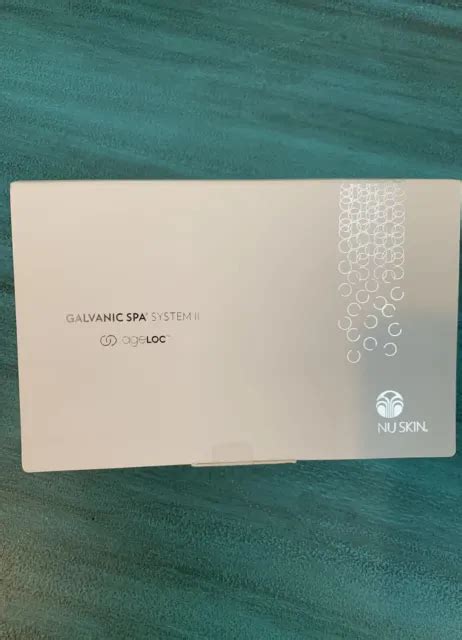 GALVANIC SPA® SYSTEM II
ageLOC™
NU SKIN®